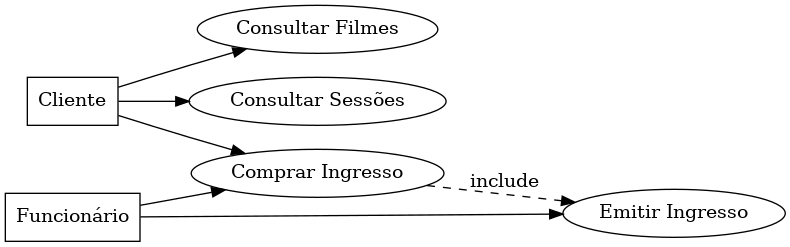 Consultar Filmes
Cliente
Consultar Sessões
Comprar Ingresso
include
Funcionário
Emitir Ingresso